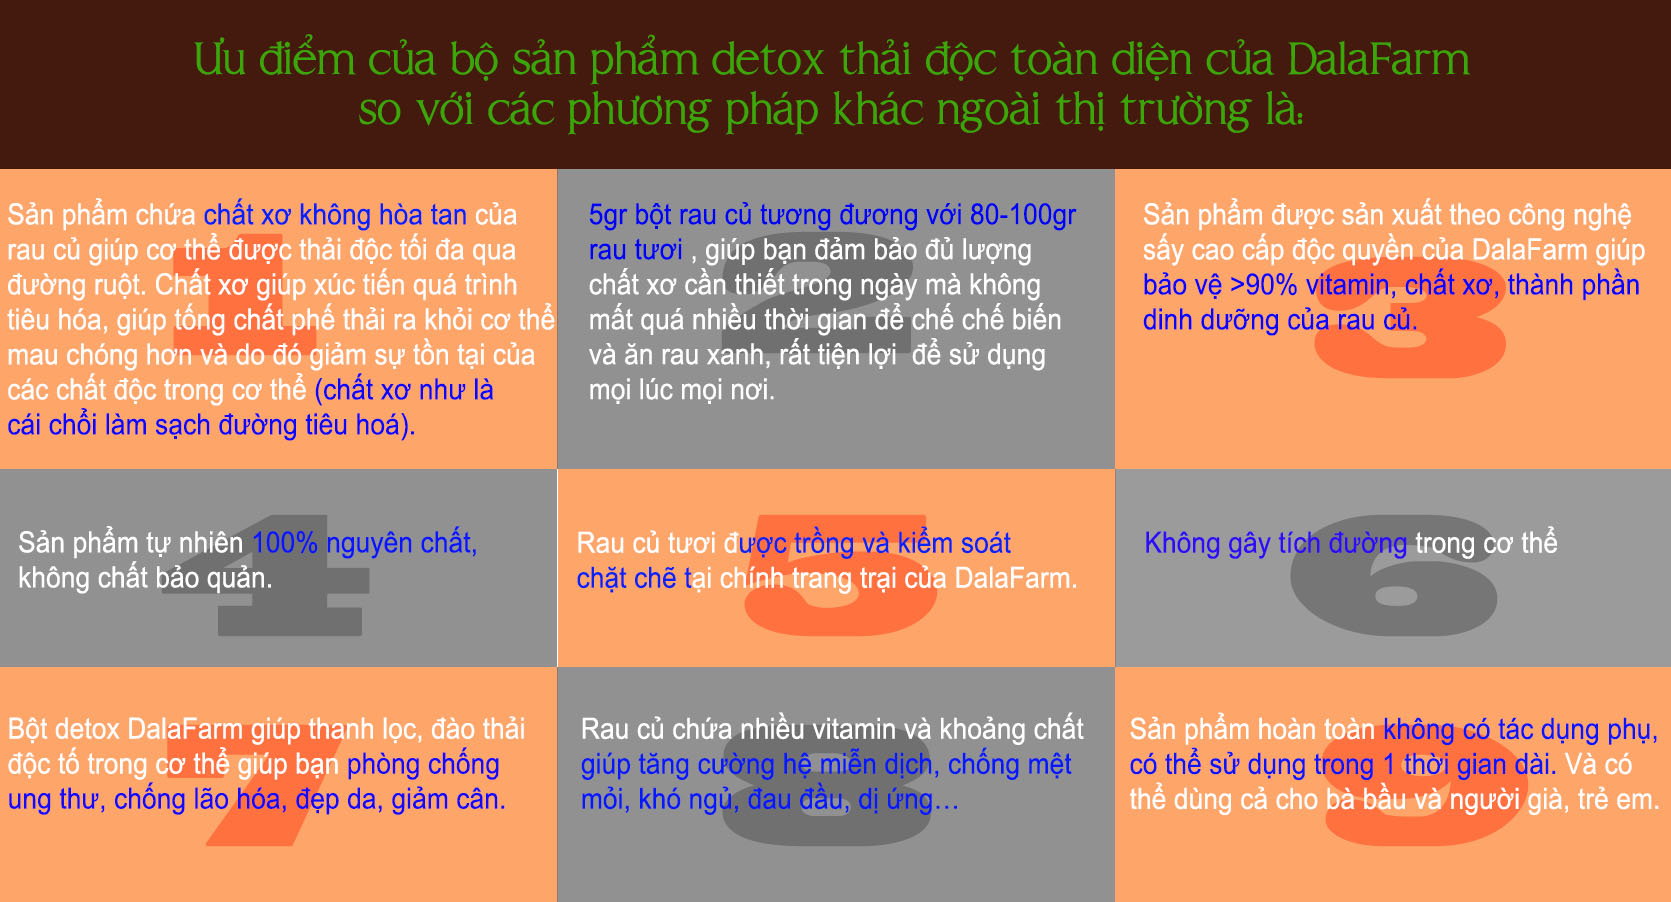 Ưu điểm của bộ sản phẩm detox thải độc toàn diện của DalaFarm
so với các phương pháp khác ngoài thị trường là:
1
Sản phẩm chứa chất xơ không hòa tan của
rau củ giúp cơ thể được thải độc tối đa qua
đường ruột. Chất xơ giúp xúc tiến quá trình
tiêu hóa, giúp tống chất phế thải ra khỏi cơ thể
mau chóng hơn và do đó giảm sự tồn tại của
các chất độc trong cơ thể (chất xơ như là
cái chổi làm sạch đường tiêu hoá).
2
5gr bột rau củ tương đương với 80-100gr
rau tươi , giúp bạn đảm bảo đủ lượng
chất xơ cần thiết trong ngày mà không
mất quá nhiều thời gian để chế chế biến
và ăn rau xanh, rất tiện lợi  để sử dụng
mọi lúc mọi nơi.
3
Sản phẩm được sản xuất theo công nghệ
sấy cao cấp độc quyền của DalaFarm giúp
bảo vệ >90% vitamin, chất xơ, thành phần
dinh dưỡng của rau củ.
4
Sản phẩm tự nhiên 100% nguyên chất,
không chất bảo quản.
5
Rau củ tươi được trồng và kiểm soát
chặt chẽ tại chính trang trại của DalaFarm.
6
Không gây tích đường trong cơ thể
7
Bột detox DalaFarm giúp thanh lọc, đào thải
độc tố trong cơ thể giúp bạn phòng chống
ung thư, chống lão hóa, đẹp da, giảm cân.
8
Rau củ chứa nhiều vitamin và khoảng chất
giúp tăng cường hệ miễn dịch, chống mệt
mỏi, khó ngủ, đau đầu, dị ứng...
9
Sản phẩm hoàn toàn không có tác dụng phụ,
có thể sử dụng trong 1 thời gian dài. Và có
thể dùng cả cho bà bầu và người già, trẻ em.